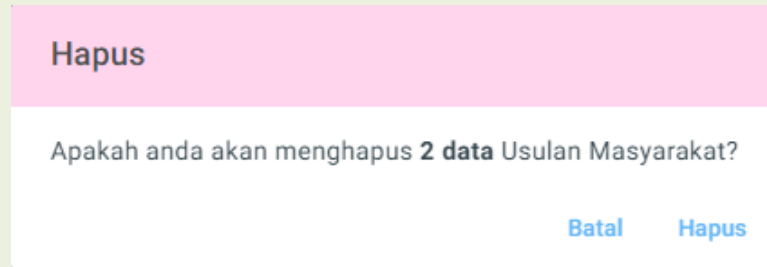 Hapus
Apakah anda akan menghapus 2 data Usulan Masyarakat?
Batal Hapus